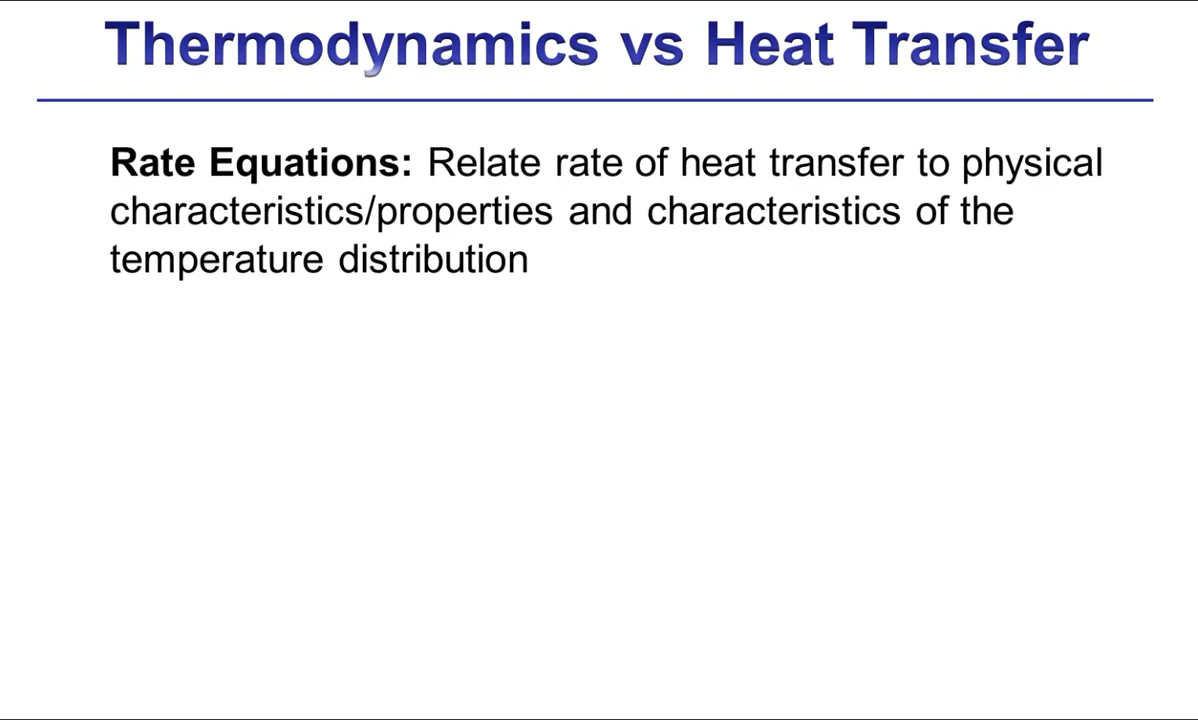 Thermodynamics vs Heat Transfer
Rate Equations: Relate rate of heat transfer to physical
characteristics/properties and characteristics of the
temperature distribution